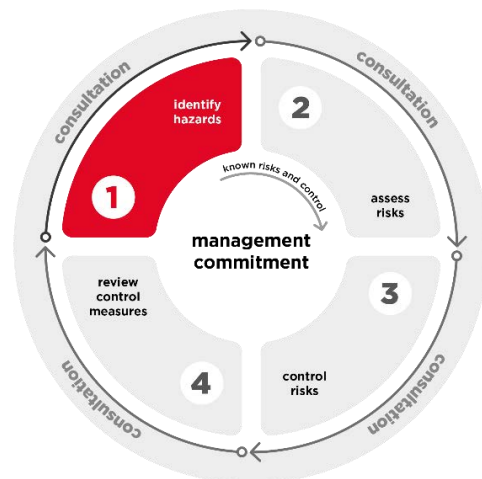 consultation
consultation
1
identify
hazards
2
assess
risks
known risks and control
management
commitment
3
control
risks
4
review
control
measures
consultation
consultation